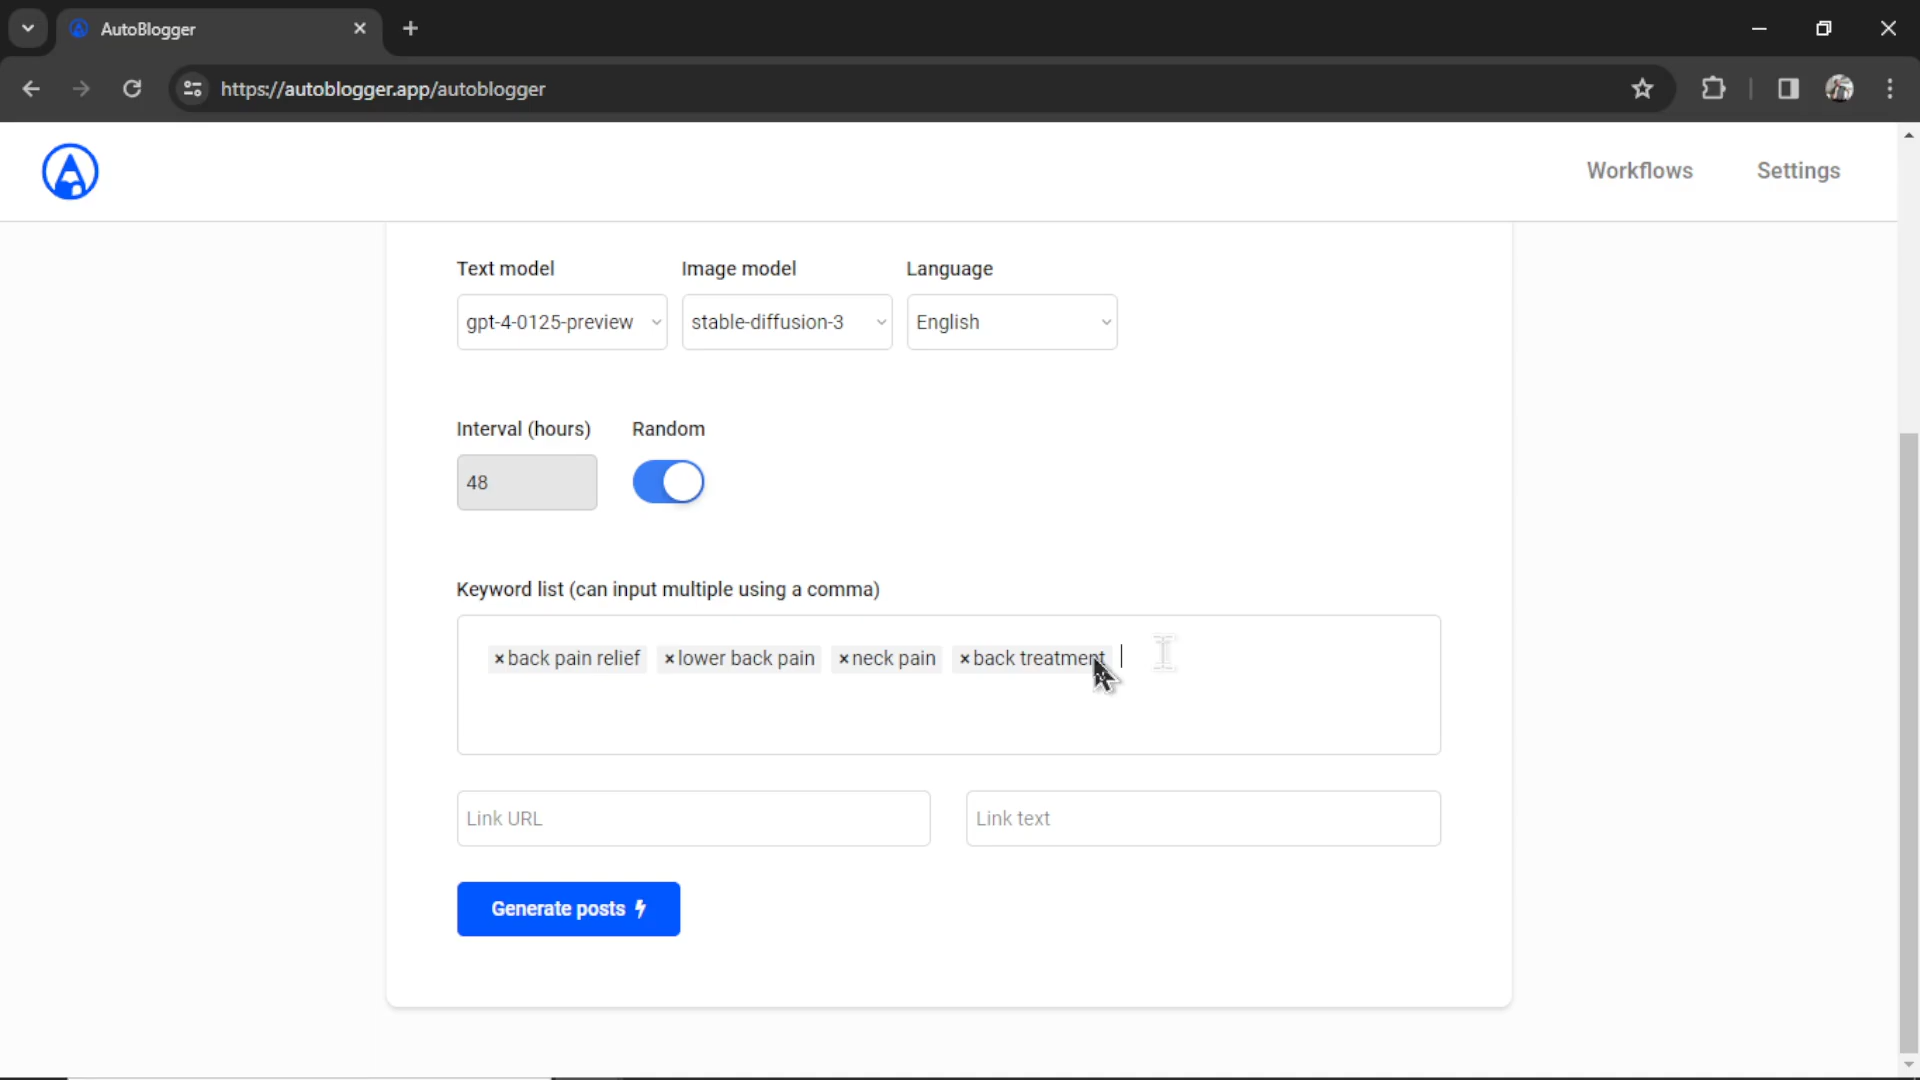 AutoBlogger
https://autoblogger.app/autoblogger
Workflows Settings
Text model Image model Language
gpt-4-0125-preview stable-diffusion-3 English
Interval (hours) Random
48
Keyword list (can input multiple using a comma)
×back pain relief ×lower back pain ×neck pain ×back treatment
Link URL Link text
Generate posts